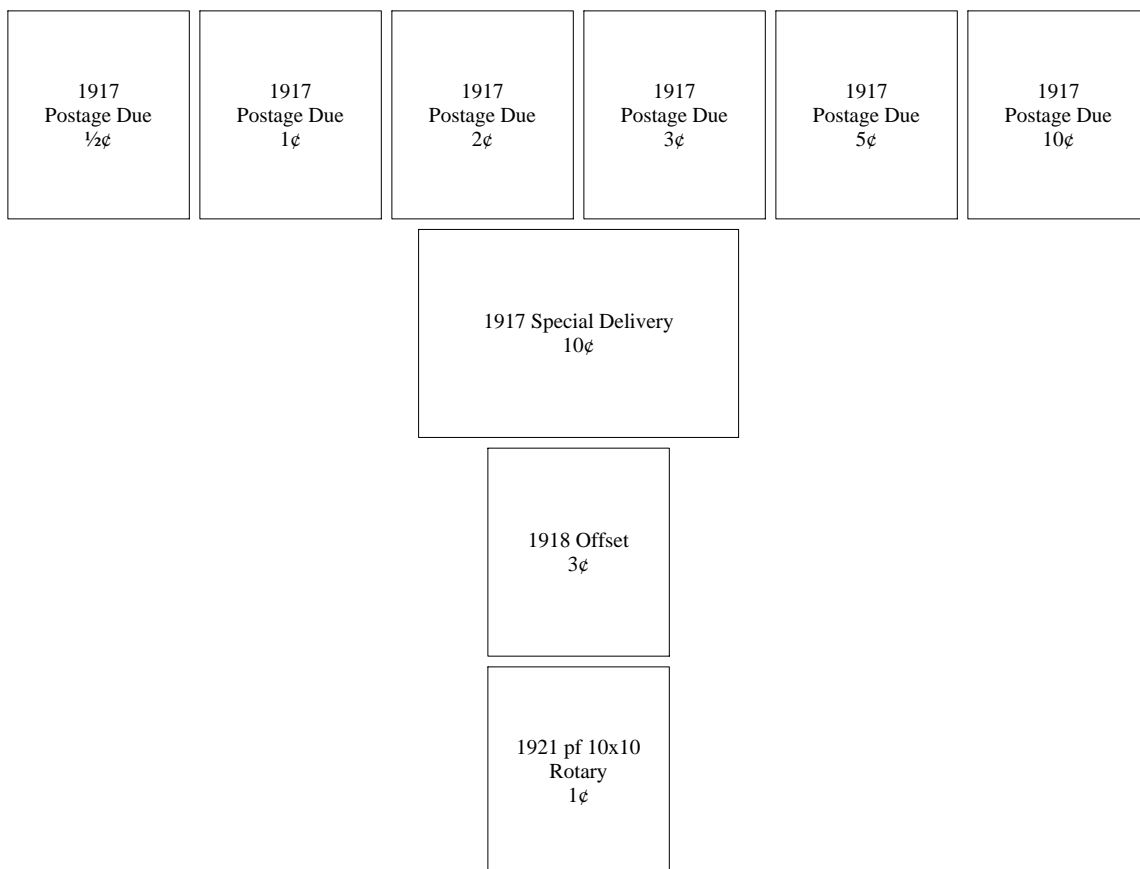 1917
Postage Due
½¢
1917
Postage Due
1¢
1917
Postage Due
2¢
1917
Postage Due
3¢
1917
Postage Due
5¢
1917
Postage Due
10¢
1917 Special Delivery
10¢
1918 Offset
3¢
1921 pf 10x10
Rotary
1¢